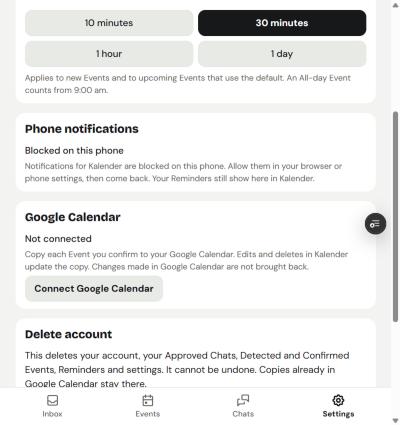 10 minutes
30 minutes
1 hour
1 day
Applies to new Events and to upcoming Events that use the default. An All-day Event
counts from 9:00 am.
Phone notifications
Blocked on this phone
Notifications for Kalender are blocked on this phone. Allow them in your browser or
phone settings, then come back. Your Reminders still show here in Kalender.
Google Calendar
Not connected
Copy each Event you confirm to your Google Calendar. Edits and deletes in Kalender
update the copy. Changes made in Google Calendar are not brought back.
Connect Google Calendar
Delete account
This deletes your account, your Approved Chats, Detected and Confirmed
Events, Reminders and settings. It cannot be undone. Copies already in
Google Calendar stay there.
Inbox
Events
Chats
Settings